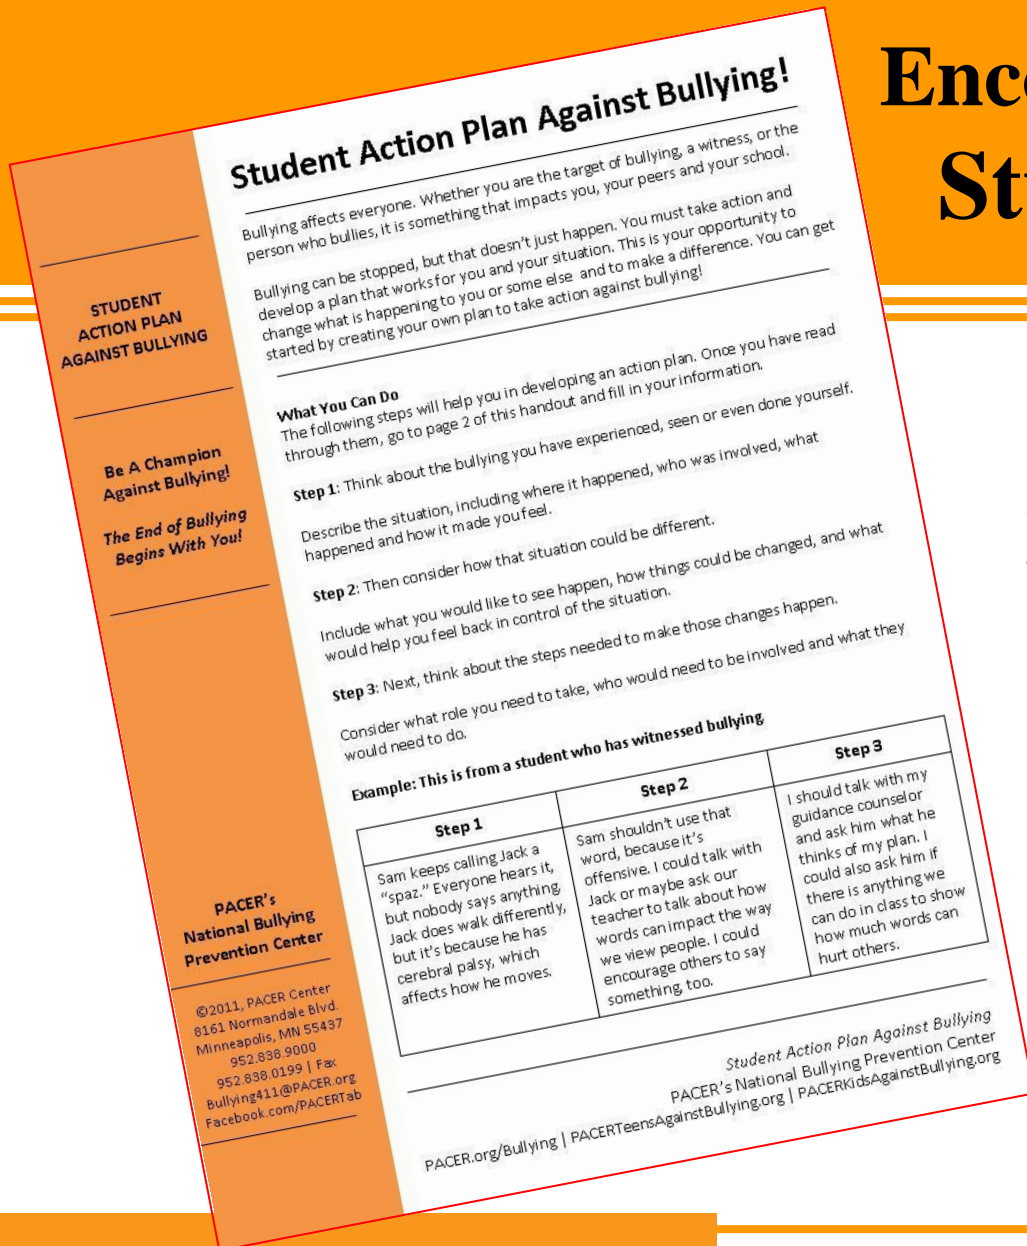 Student Action Plan Against Bullying!
Bullying affects everyone. Whether you are the target of bullying, a witness, or the
person who bullies, it is something that impacts you, your peers and your school.
Bullying can be stopped, but that doesn't just happen. You must take action and
develop a plan that works for you and your situation. This is your opportunity to
change what is happening to you or some else and to make a difference. You can get
started by creating your own plan to take action against bullying!
What You Can Do
The following steps will help you in developing an action plan. Once you have read
through them, go to page 2 of this handout and fill in your information.
Step 1: Think about the bullying you have experienced, seen or even done yourself.
Describe the situation, including where it happened, who was involved, what
happened and how it made you feel.
Step 2: Then consider how that situation could be different.
Include what you would like to see happen, how things could be changed, and what
would help you feel back in control of the situation.
Step 3: Next, think about the steps needed to make those changes happen.
Consider what role you need to take, who would need to be involved and what they
would need to do.
Example: This is from a student who has witnessed bullying
Step 1
Sam keeps calling Jack a
"spaz." Everyone hears it,
but nobody says anything.
Jack does walk differently,
but it's because he has
cerebral palsy, which
affects how he moves.
Step 2
Sam shouldn't use that
word, because it's
offensive. I could talk with
Jack or maybe ask our
teacher to talk about how
words can impact the way
we view people. I could
encourage others to say
something, too.
Step 3
I should talk with my
guidance counselor
and ask him what he
thinks of my plan. I
could also ask him if
there is anything we
can do in class to show
how much words can
hurt others.
Student Action Plan Against Bullying
PACER's National Bullying Prevention Center
PACER.org/Bullying | PACERTeensAgainstBullying.org | PACERKidsAgainstBullying.org
STUDENT
ACTION PLAN
AGAINST BULLYING
Be A Champion
Against Bullying!
The End of Bullying
Begins With You!
PACER's
National Bullying
Prevention Center
©2011, PACER Center
8161 Normandale Blvd.
Minneapolis, MN 55437
952.838.9000
952.838.0199 | Fax
Bullying411@PACER.org
Facebook.com/PACERTab